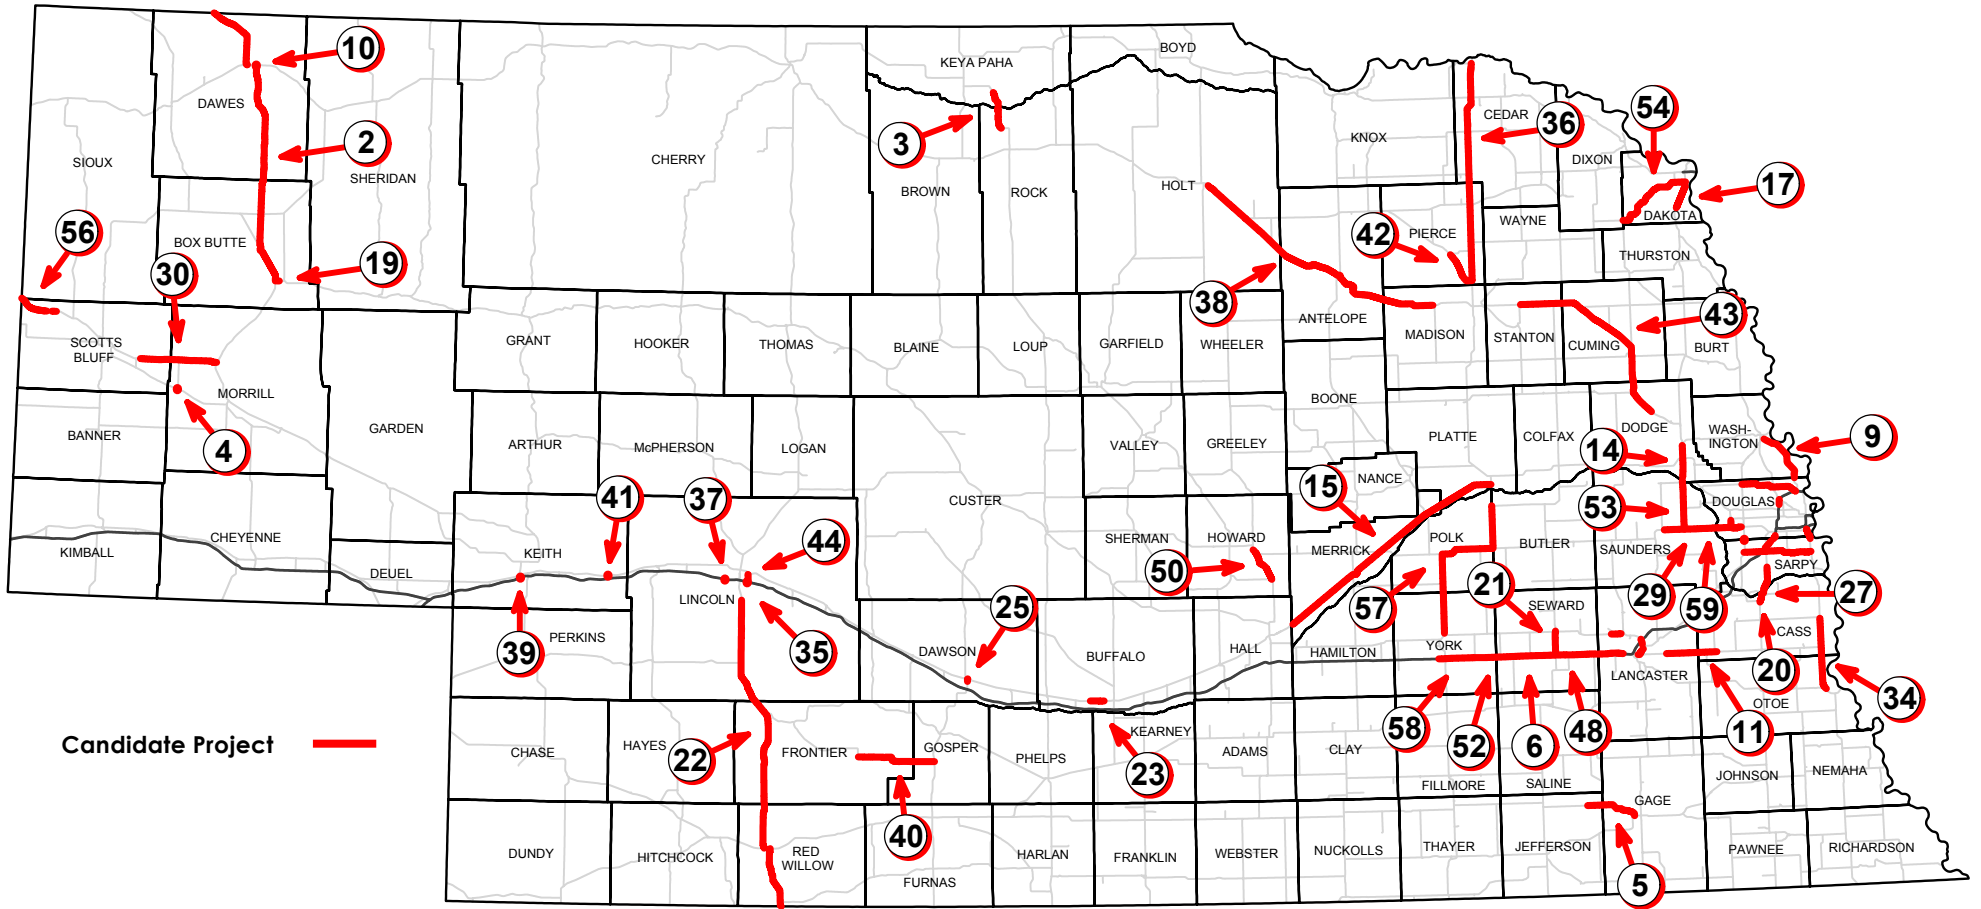 BOYD
KEYA PAHA
10
DAWES
54
CEDAR
36
KNOX
3
2
DIXON
CHERRY
SIOUX
SHERIDAN
17
HOLT
BROWN
ROCK
DAKOTA
WAYNE
56
42
PIERCE
BOX BUTTE
THURSTON
19
30
38
43
ANTELOPE
MADISON
STANTON
CUMING
BURT
SCOTTS
BLUFF
GRANT
HOOKER
THOMAS
BLAINE
LOUP
GARFIELD
WHEELER
MORRILL
BOONE
GARDEN
BANNER
DODGE
WASH-
INGTON
9
PLATTE
COLFAX
4
ARTHUR
McPHERSON
LOGAN
VALLEY
GREELEY
14
NANCE
15
41
37
CUSTER
DOUGLAS
53
KIMBALL
CHEYENNE
KEITH
44
SHERMAN
HOWARD
MERRICK
POLK
BUTLER
SAUNDERS
SARPY
DEUEL
50
21
29
59
27
LINCOLN
25
57
SEWARD
CASS
PERKINS
39
35
DAWSON
BUFFALO
HALL
HAMILTON
YORK
LANCASTER
20
34
OTOE
58
52
6
48
11
Candidate Project
CHASE
HAYES
22
FRONTIER
GOSPER
PHELPS
KEARNEY
23
ADAMS
CLAY
FILLMORE
SALINE
JOHNSON
NEMAHA
GAGE
40
DUNDY
HITCHCOCK
RED
WILLOW
FURNAS
HARLAN
FRANKLIN
WEBSTER
NUCKOLLS
THAYER
JEFFERSON
5
PAWNEE
RICHARDSON